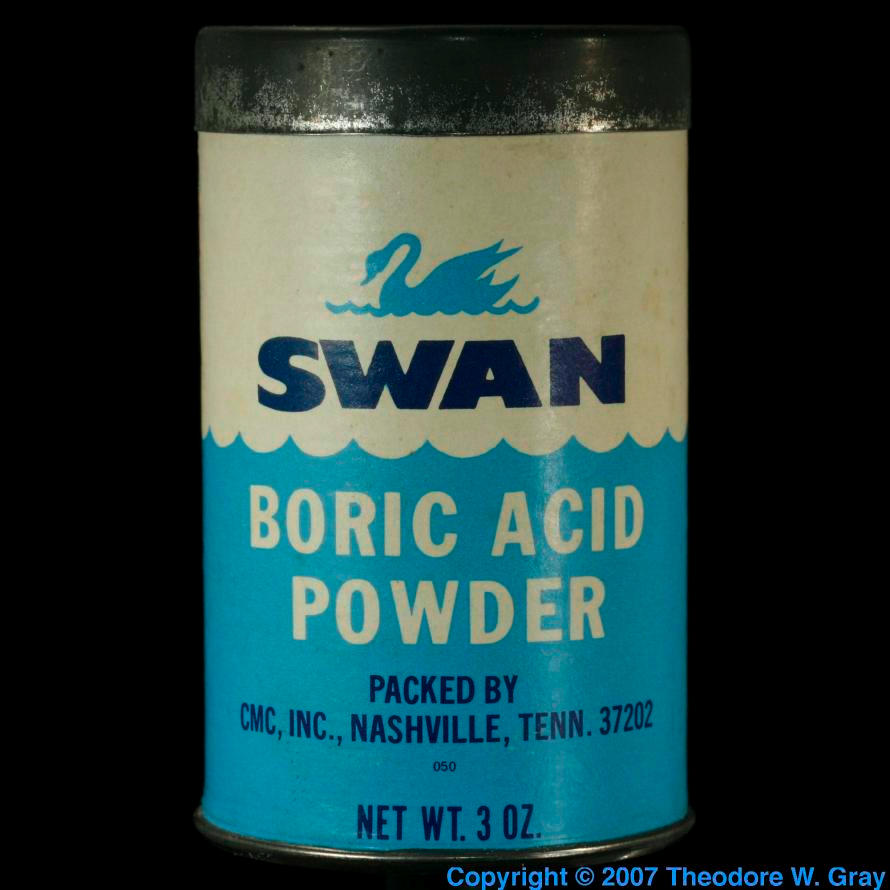 SWAN
BORIC ACID
POWDER
PACKED BY
CMC, INC., NASHVILLE, TENN. 37202
050
NET WT. 3 OZ.
Copyright © 2007 Theodore W. Gray